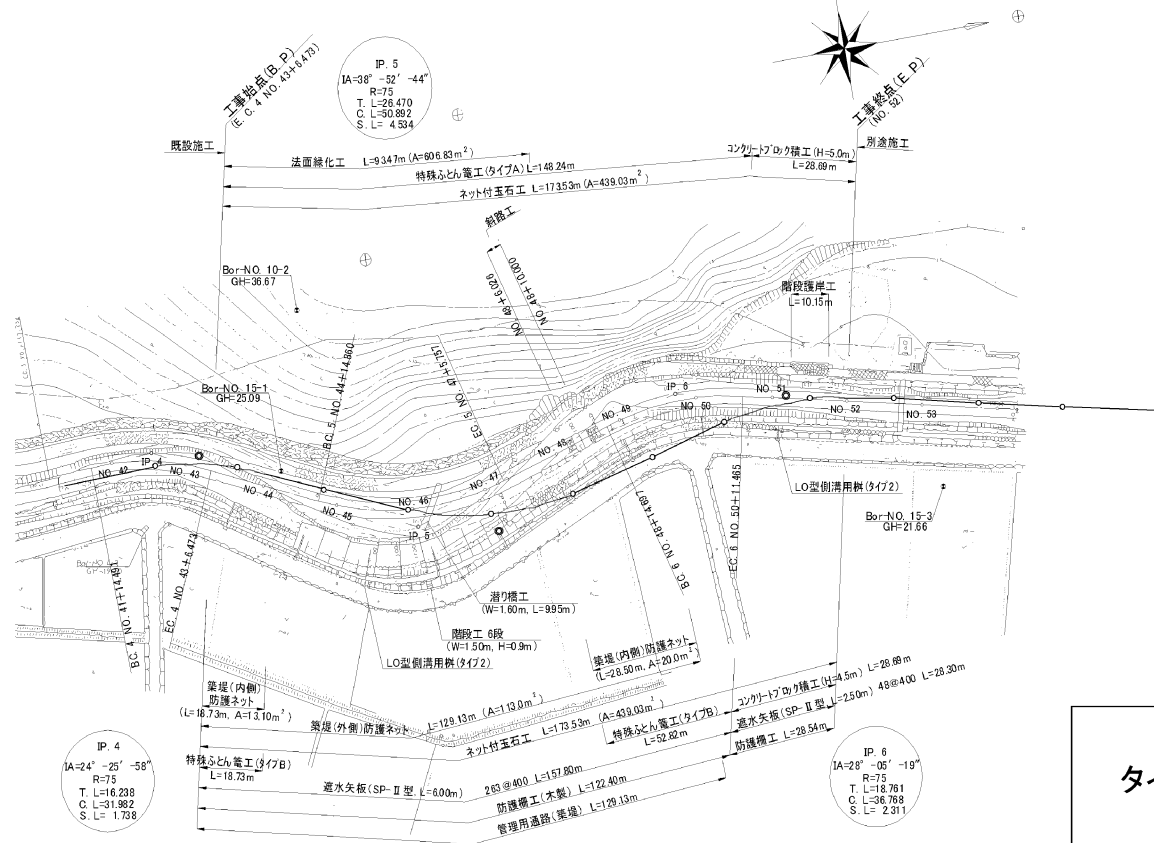 工事始点(B. P)
(E. C. 4 NO. 43+6.473)
IP. 5
IA=38° -52′ -44″
R=75
T. L=26.470
C. L=50.892
S. L= 4.534
工事終点(E. P)
(NO. 52)
既設施工
別途施工
法面緑化工 L=93.47m (A=606.83m²)
コンクリートブロック積工(H=5.0m)
L=28.69m
特殊ふとん篭工(タイプA) L=148.24m
ネット付玉石工 L=173.53m (A=439.03m²)
斜路工
NO. 48+6.028
NO. 48+10.000
Bor-NO. 10-2
GH=36.67
階段護岸工
L=10.15m
BC. 5 NO. 44+14.860
EC. 5 NO. 47+5.757
Bor-NO. 15-1
GH=25.09
IP. 6
NO. 51
NO. 50
NO. 52
NO. 53
NO. 49
NO. 48
NO. 47
NO. 46
IP. 4
NO. 42
NO. 43
NO. 44
NO. 45
IP. 5
LO型側溝用桝(タイプ2)
Bor-NO. 15-3
GH=21.66
BC. 4 NO. 41+14.491
EC. 4 NO. 43+6.473
BC. 6 NO. 48+14.697
EC. 6 NO. 50+11.465
潜り橋工
(W=1.60m, L=9.95m)
階段工 6段
(W=1.50m, H=0.9m)
LO型側溝用桝(タイプ2)
築堤(内側)防護ネット
(L=28.50m, A=20.0m²)
築堤(内側)
防護ネット
(L=18.73m, A=13.10m²)
築堤(外側)防護ネット L=129.13m (A=113.0m²)
ネット付玉石工 L=173.53m (A=439.03m²)
コンクリートブロック積工(H=4.5m) L=28.69m
特殊ふとん篭工(タイプB)
L=52.82m
遮水矢板(SP-Ⅱ型 L=2.50m) 48@400 L=28.30m
防護柵工 L=28.54m
特殊ふとん篭工(タイプB)
L=18.73m
遮水矢板(SP-Ⅱ型, L=6.00m) 263@400 L=157.80m
防護柵工(木製) L=122.40m
管理用通路(築堤) L=129.13m
IP. 4
IA=24° -25′ -58″
R=75
T. L=16.238
C. L=31.982
S. L= 1.738
IP. 6
IA=28° -05′ -19″
R=75
T. L=18.761
C. L=36.768
S. L= 2.311
タイ